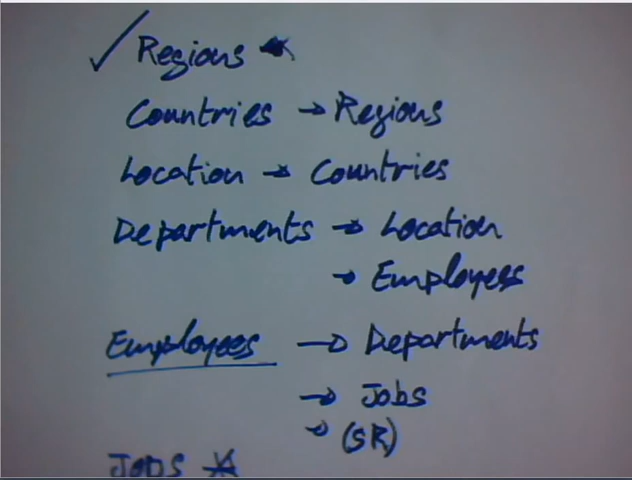 ✓ Regions *
Countries → Regions
Location → Countries
Departments → Location
→ Employees
Employees → Departments
→ Jobs
→ (SR)
Jobs *